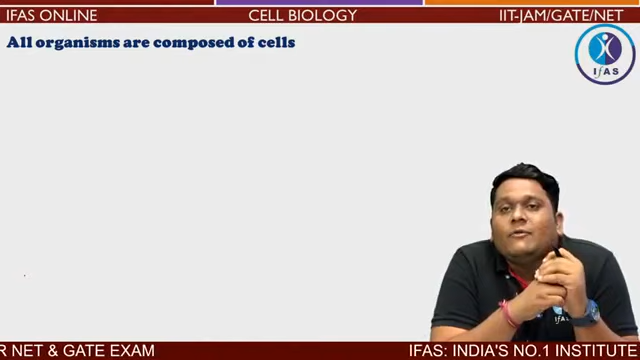 IFAS ONLINE CELL BIOLOGY IIT-JAM/GATE/NET
All organisms are composed of cells
IFAS
IFAS
R NET & GATE EXAM IFAS: INDIA'S NO.1 INSTITUTE